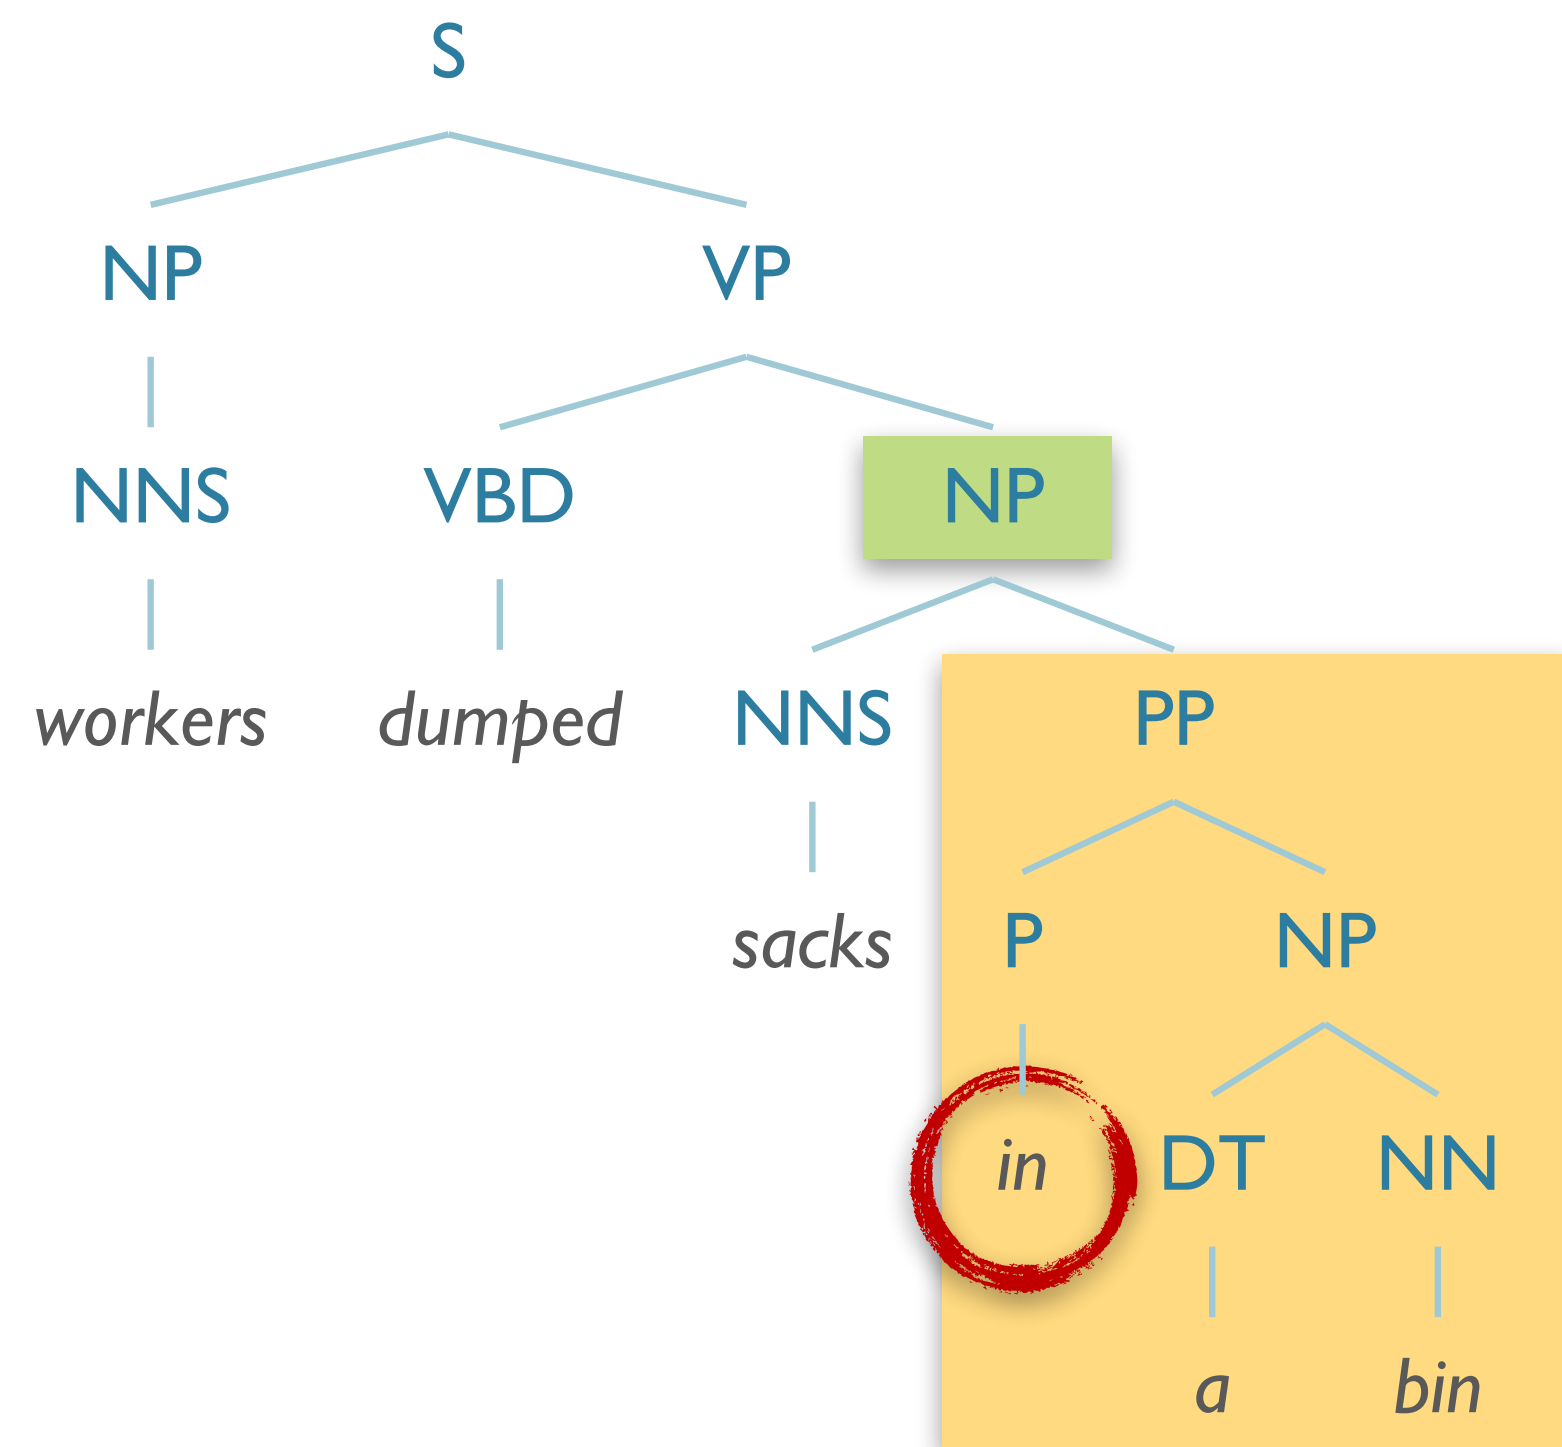 S
NP VP
NNS VBD NP
workers dumped NNS PP
sacks P NP
in DT NN
a bin